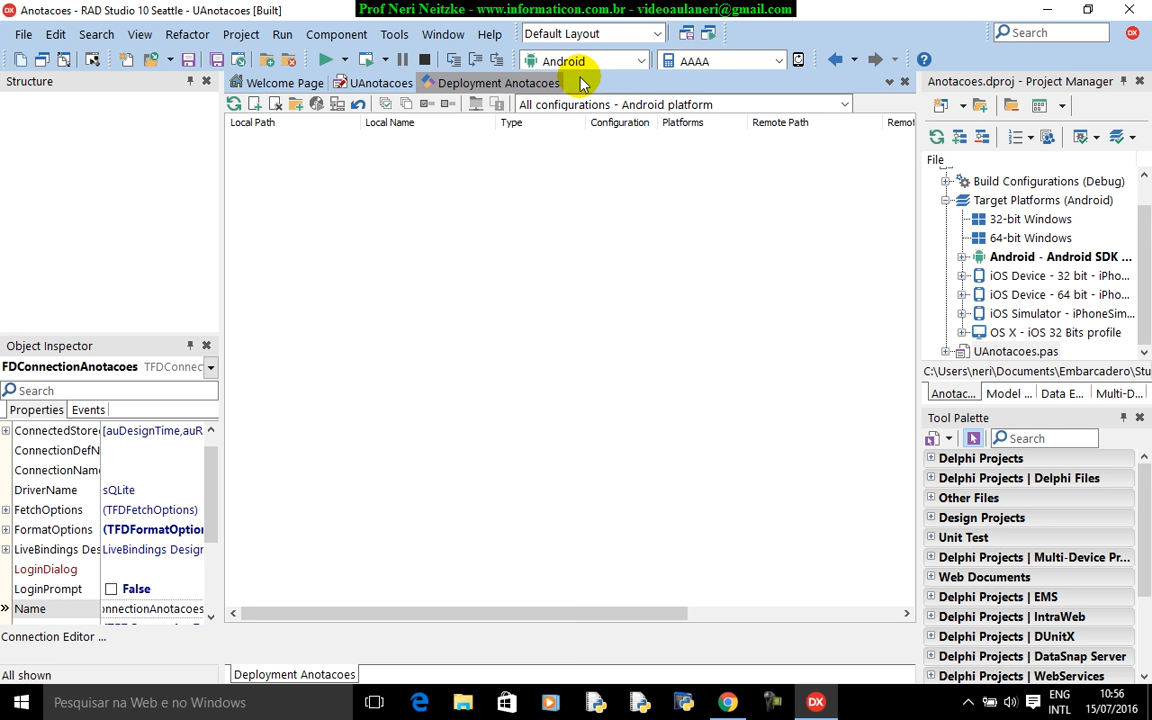 Anotacoes - RAD Studio 10 Seattle - UAnotacoes [Built]
Prof Neri Neitzke - www.informaticon.com.br - videoaulaneri@gmail.com
File Edit Search View Refactor Project Run Component Tools Window Help
Default Layout
Search
Android
AAAA
Structure
Welcome Page
UAnotacoes
Deployment Anotacoes
Anotacoes.dproj - Project Manager
All configurations - Android platform
Local Path Local Name Type Configuration Platforms Remote Path Remot
File
Build Configurations (Debug)
Target Platforms (Android)
32-bit Windows
64-bit Windows
Android - Android SDK ...
iOS Device - 32 bit - iPho...
iOS Device - 64 bit - iPho...
iOS Simulator - iPhoneSim...
OS X - iOS 32 Bits profile
UAnotacoes.pas
C:\Users\neri\Documents\Embarcadero\Stu
Anotac... Model ... Data E... Multi-D...
Object Inspector
FDConnectionAnotacoes TFDConnec
Search
Properties Events
ConnectedStore [auDesignTime,auR
ConnectionDefN
ConnectionName
DriverName sQLite
FetchOptions (TFDFetchOptions)
FormatOptions (TFDFormatOption
LiveBindings Des LiveBindings Design
LoginDialog
LoginPrompt False
Name nnectionAnotacoes
Connection Editor ...
All shown
Deployment Anotacoes
Tool Palette
Search
Delphi Projects
Delphi Projects | Delphi Files
Other Files
Design Projects
Unit Test
Delphi Projects | Multi-Device Pr...
Web Documents
Delphi Projects | EMS
Delphi Projects | IntraWeb
Delphi Projects | DUnitX
Delphi Projects | DataSnap Server
Delphi Projects | WebServices
Pesquisar na Web e no Windows
ENG
INTL
10:56
15/07/2016